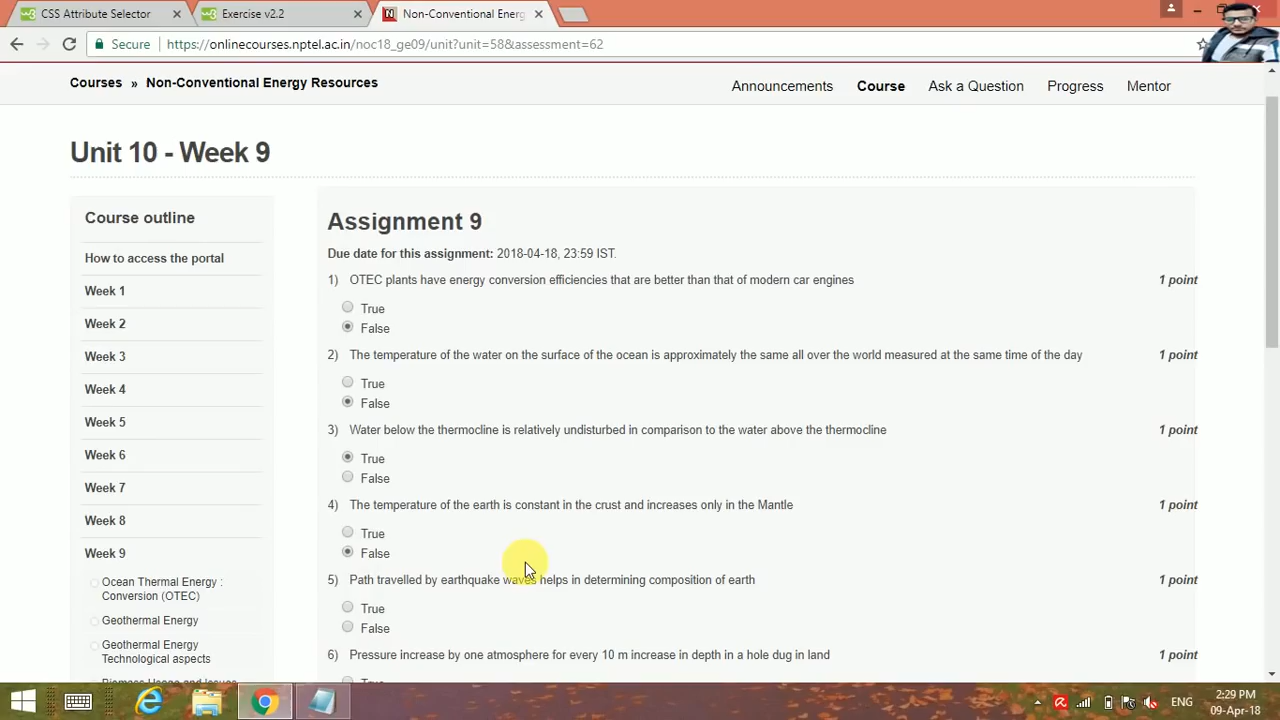 CSS Attribute Selector
Exercise v2.2
Non-Conventional Energ
Secure
https://onlinecourses.nptel.ac.in/noc18_ge09/unit?unit=58&assessment=62
Courses » Non-Conventional Energy Resources
Announcements
Course
Ask a Question
Progress
Mentor
Unit 10 - Week 9
Course outline
How to access the portal
Week 1
Week 2
Week 3
Week 4
Week 5
Week 6
Week 7
Week 8
Week 9
Ocean Thermal Energy :
Conversion (OTEC)
Geothermal Energy
Geothermal Energy
Technological aspects
Biomass Usage and Issues
Assignment 9
Due date for this assignment: 2018-04-18, 23:59 IST.
1) OTEC plants have energy conversion efficiencies that are better than that of modern car engines 1 point
True
False
2) The temperature of the water on the surface of the ocean is approximately the same all over the world measured at the same time of the day 1 point
True
False
3) Water below the thermocline is relatively undisturbed in comparison to the water above the thermocline 1 point
True
False
4) The temperature of the earth is constant in the crust and increases only in the Mantle 1 point
True
False
5) Path travelled by earthquake waves helps in determining composition of earth 1 point
True
False
6) Pressure increase by one atmosphere for every 10 m increase in depth in a hole dug in land 1 point
True
ENG
2:29 PM
09-Apr-18